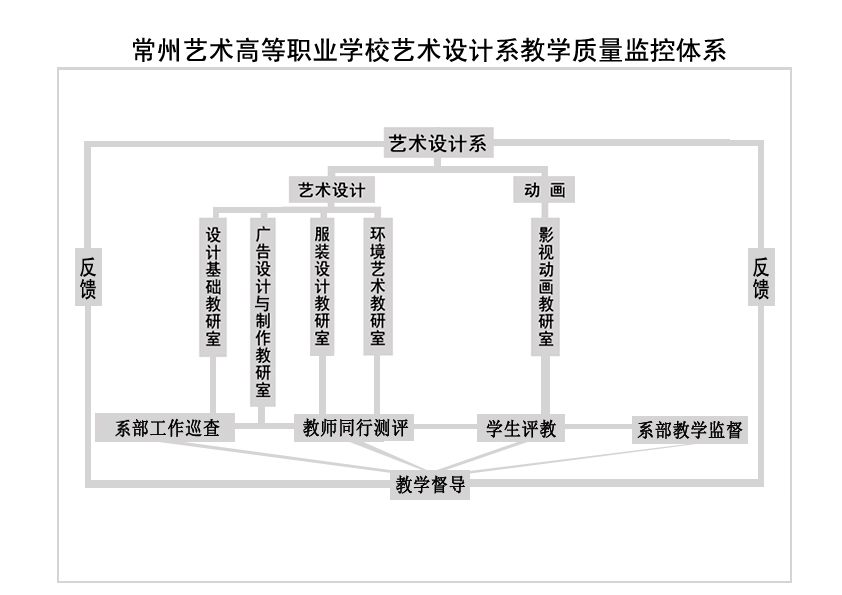 常州艺术高等职业学校艺术设计系教学质量监控体系
艺术设计系
艺术设计
动 画
设计基础教研室
广告设计与制作教研室
服装设计教研室
环境艺术教研室
影视动画教研室
反馈
反馈
系部工作巡查
教师同行测评
学生评教
系部教学监督
教学督导